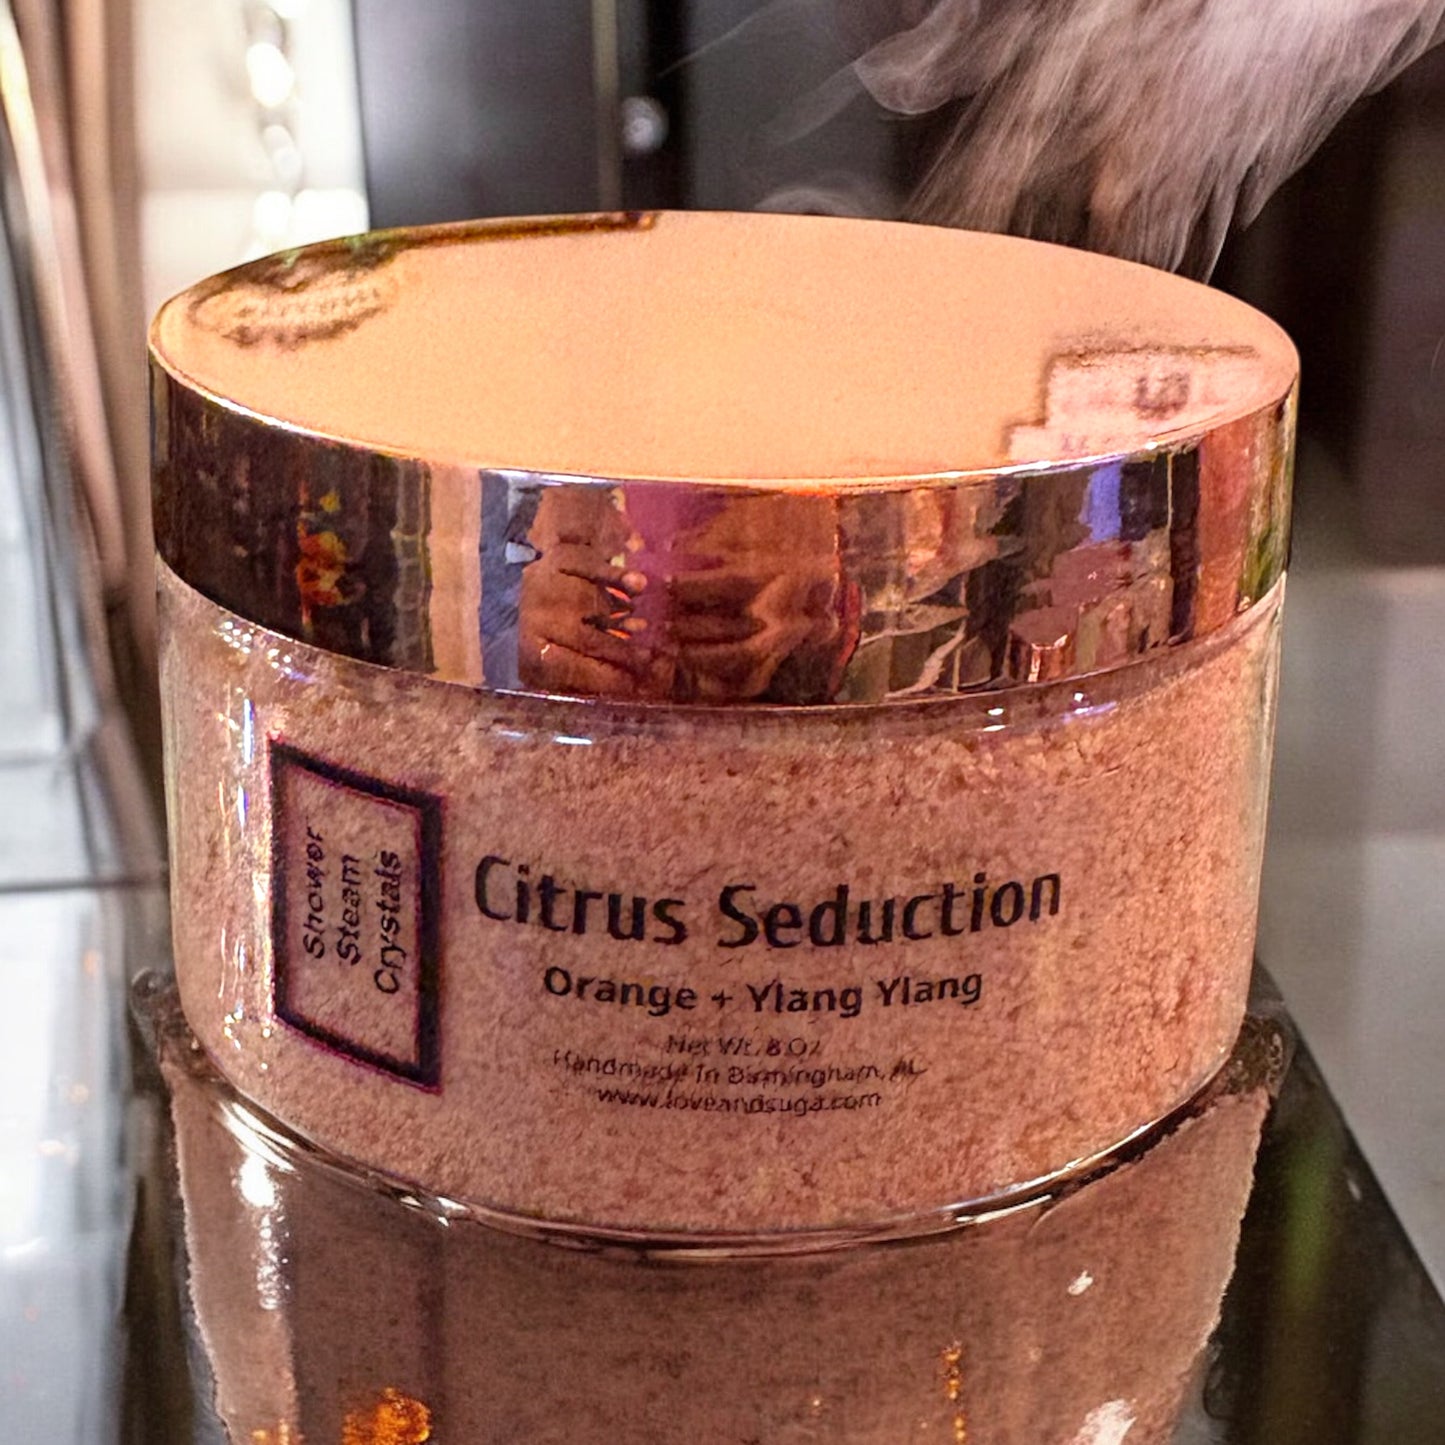 Shower
Steam
Crystals
Citrus Seduction
Orange + Ylang Ylang
Net Wt. 8 Oz
Handmade In Birmingham, AL
www.loveandsuga.com